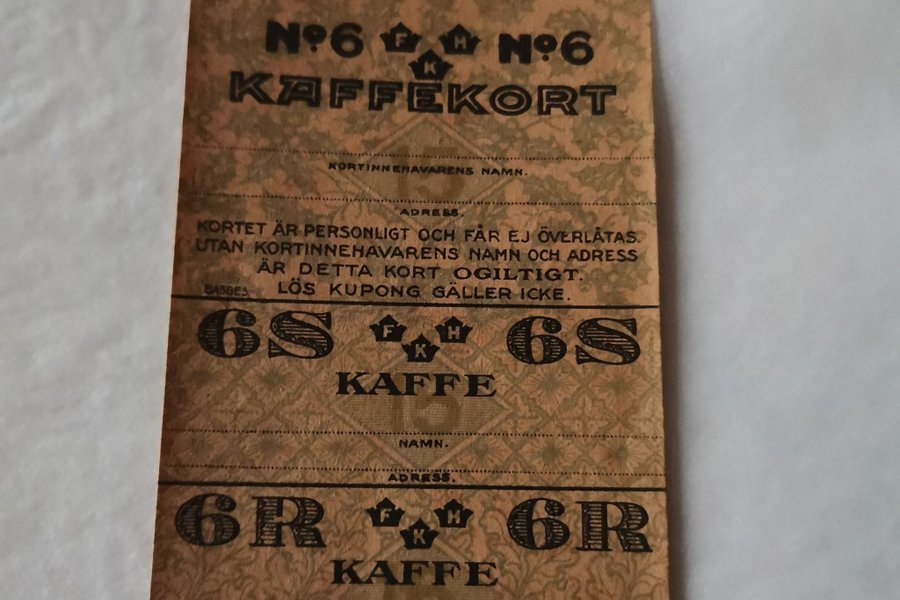 Nº6 F H Nº6
K
KAFFEKORT
KORTINNEHAVARENS NAMN.
ADRESS.
KORTET ÄR PERSONLIGT OCH FÅR EJ ÖVERLÅTAS.
UTAN KORTINNEHAVARENS NAMN OCH ADRESS
ÄR DETTA KORT OGILTIGT.
LÖS KUPONG GÄLLER ICKE.
6S F H 6S
K
KAFFE
NAMN.
ADRESS.
6R F H 6R
K
KAFFE